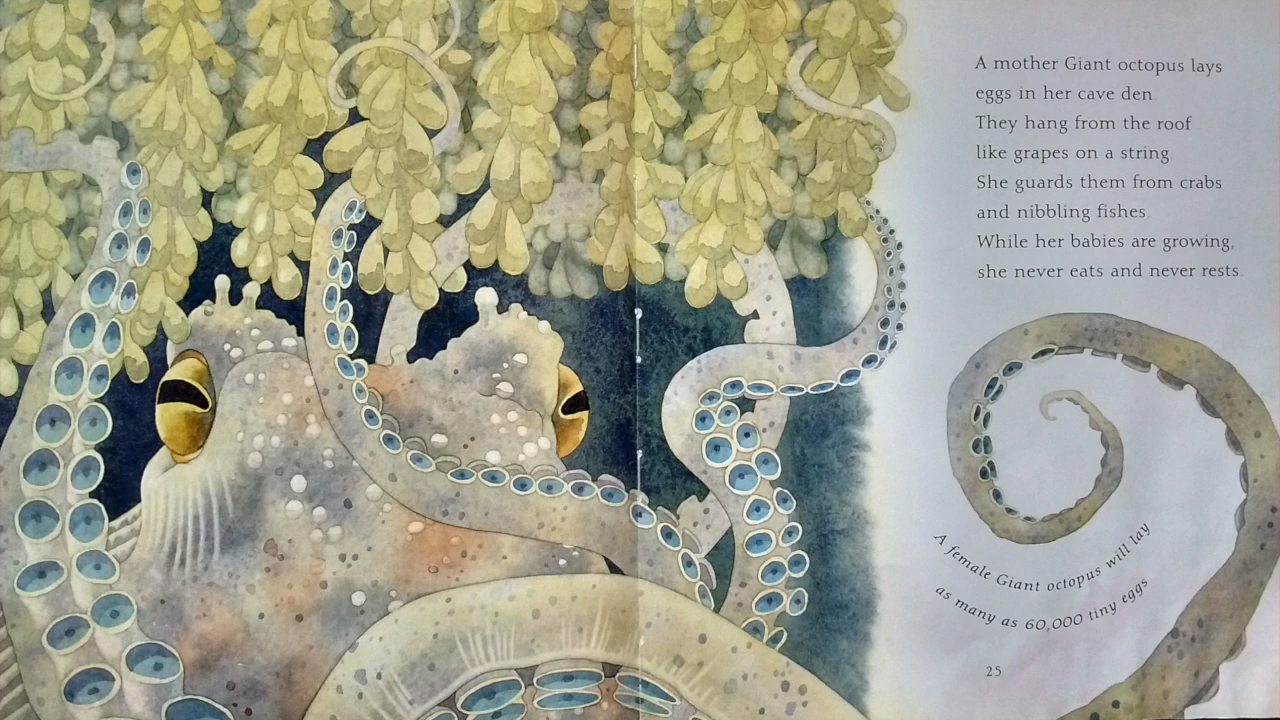 A mother Giant octopus lays
eggs in her cave den.
They hang from the roof
like grapes on a string.
She guards them from crabs
and nibbling fishes.
While her babies are growing,
she never eats and never rests.
A female Giant octopus will lay
as many as 60,000 tiny eggs
25